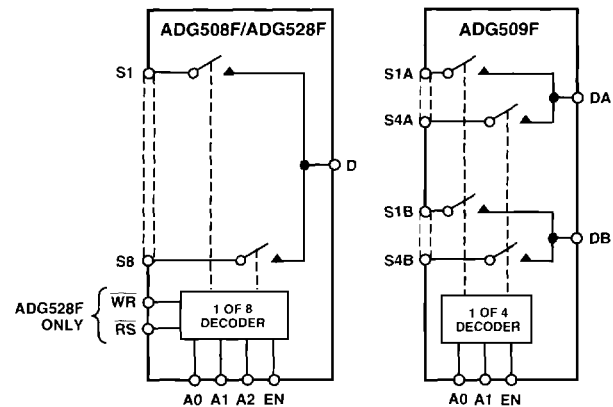 ADG508F/ADG528F
S1
D
S8
WR
RS
ADG528F
ONLY
1 OF 8
DECODER
A0 A1 A2 EN
ADG509F
S1A
DA
S4A
S1B
DB
S4B
1 OF 4
DECODER
A0 A1 EN